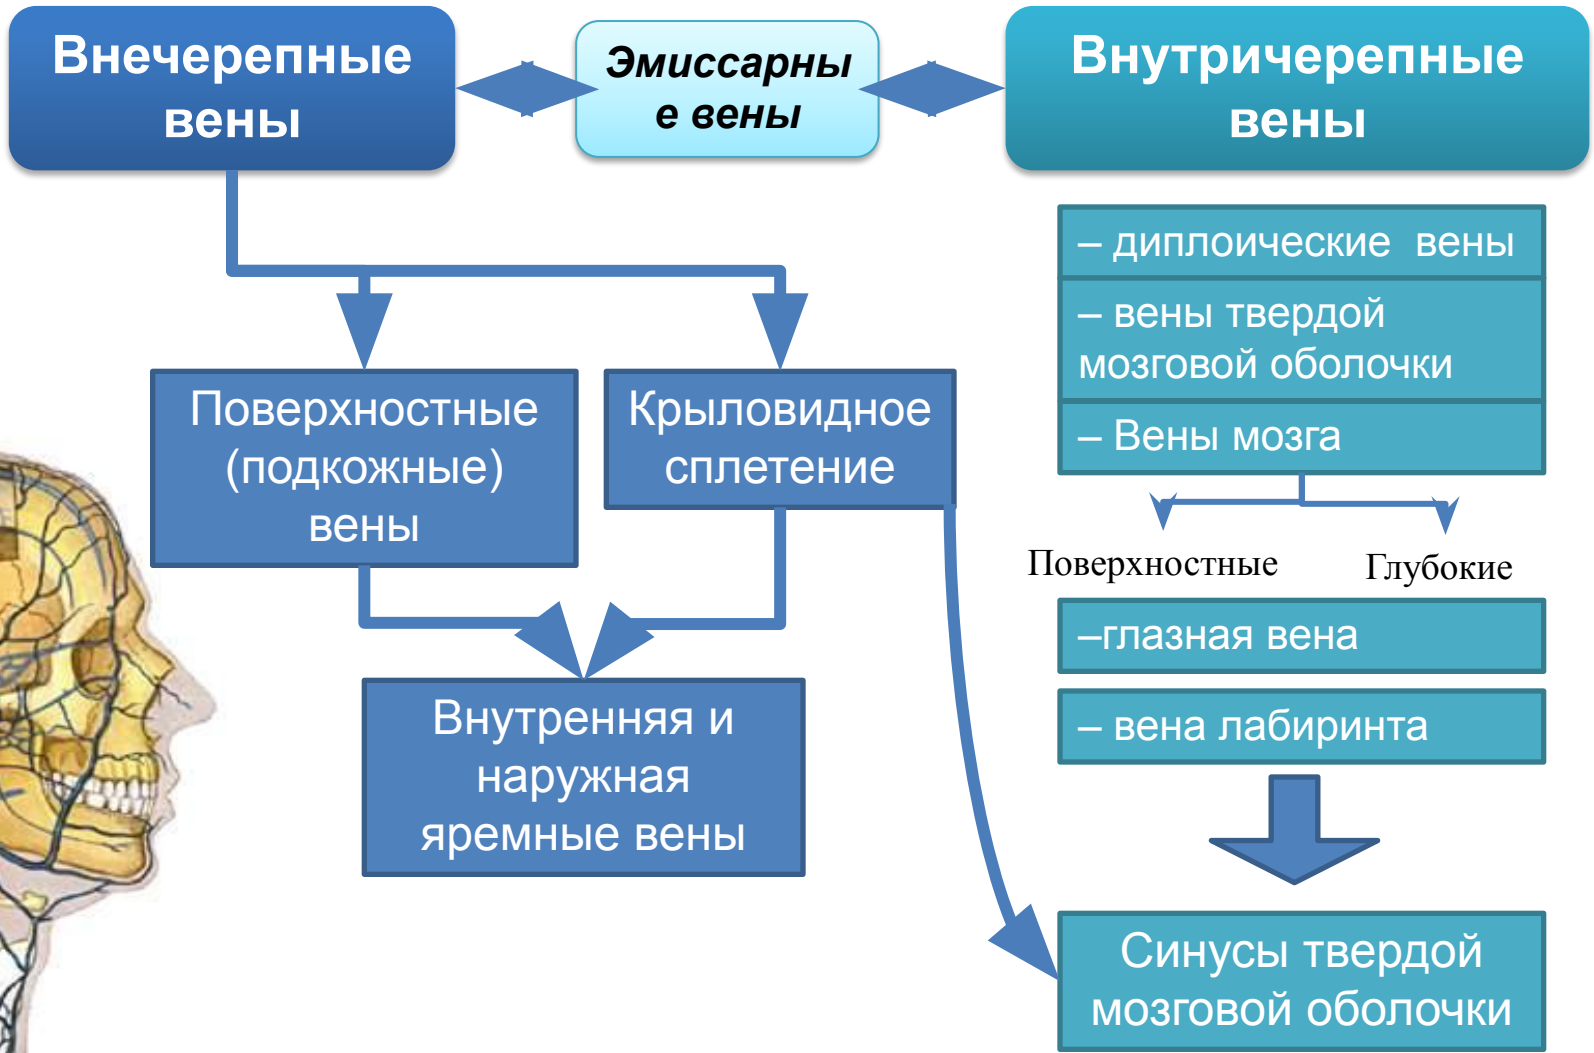 Внечерепные
вены
Эмиссарны
е вены
Внутричерепные
вены
Поверхностные
(подкожные)
вены
Крыловидное
сплетение
Внутренняя и
наружная
яремные вены
– диплоические вены
– вены твердой
мозговой оболочки
– Вены мозга
Поверхностные
Глубокие
–глазная вена
– вена лабиринта
Синусы твердой
мозговой оболочки